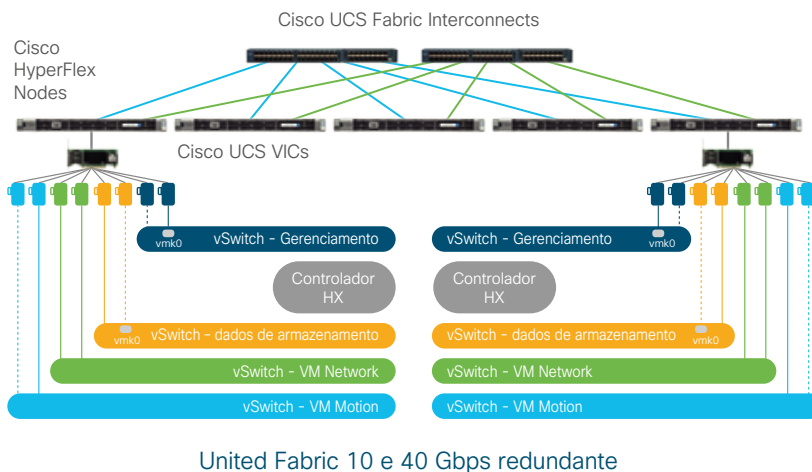 Cisco UCS Fabric Interconnects
Cisco
HyperFlex
Nodes
Cisco UCS VICs
vmk0
vSwitch - Gerenciamento
vSwitch - Gerenciamento
vmk0
Controlador
HX
Controlador
HX
vmk0
vSwitch - dados de armazenamento
vSwitch - dados de armazenamento
vmk0
vSwitch - VM Network
vSwitch - VM Network
vSwitch - VM Motion
vSwitch - VM Motion
United Fabric 10 e 40 Gbps redundante